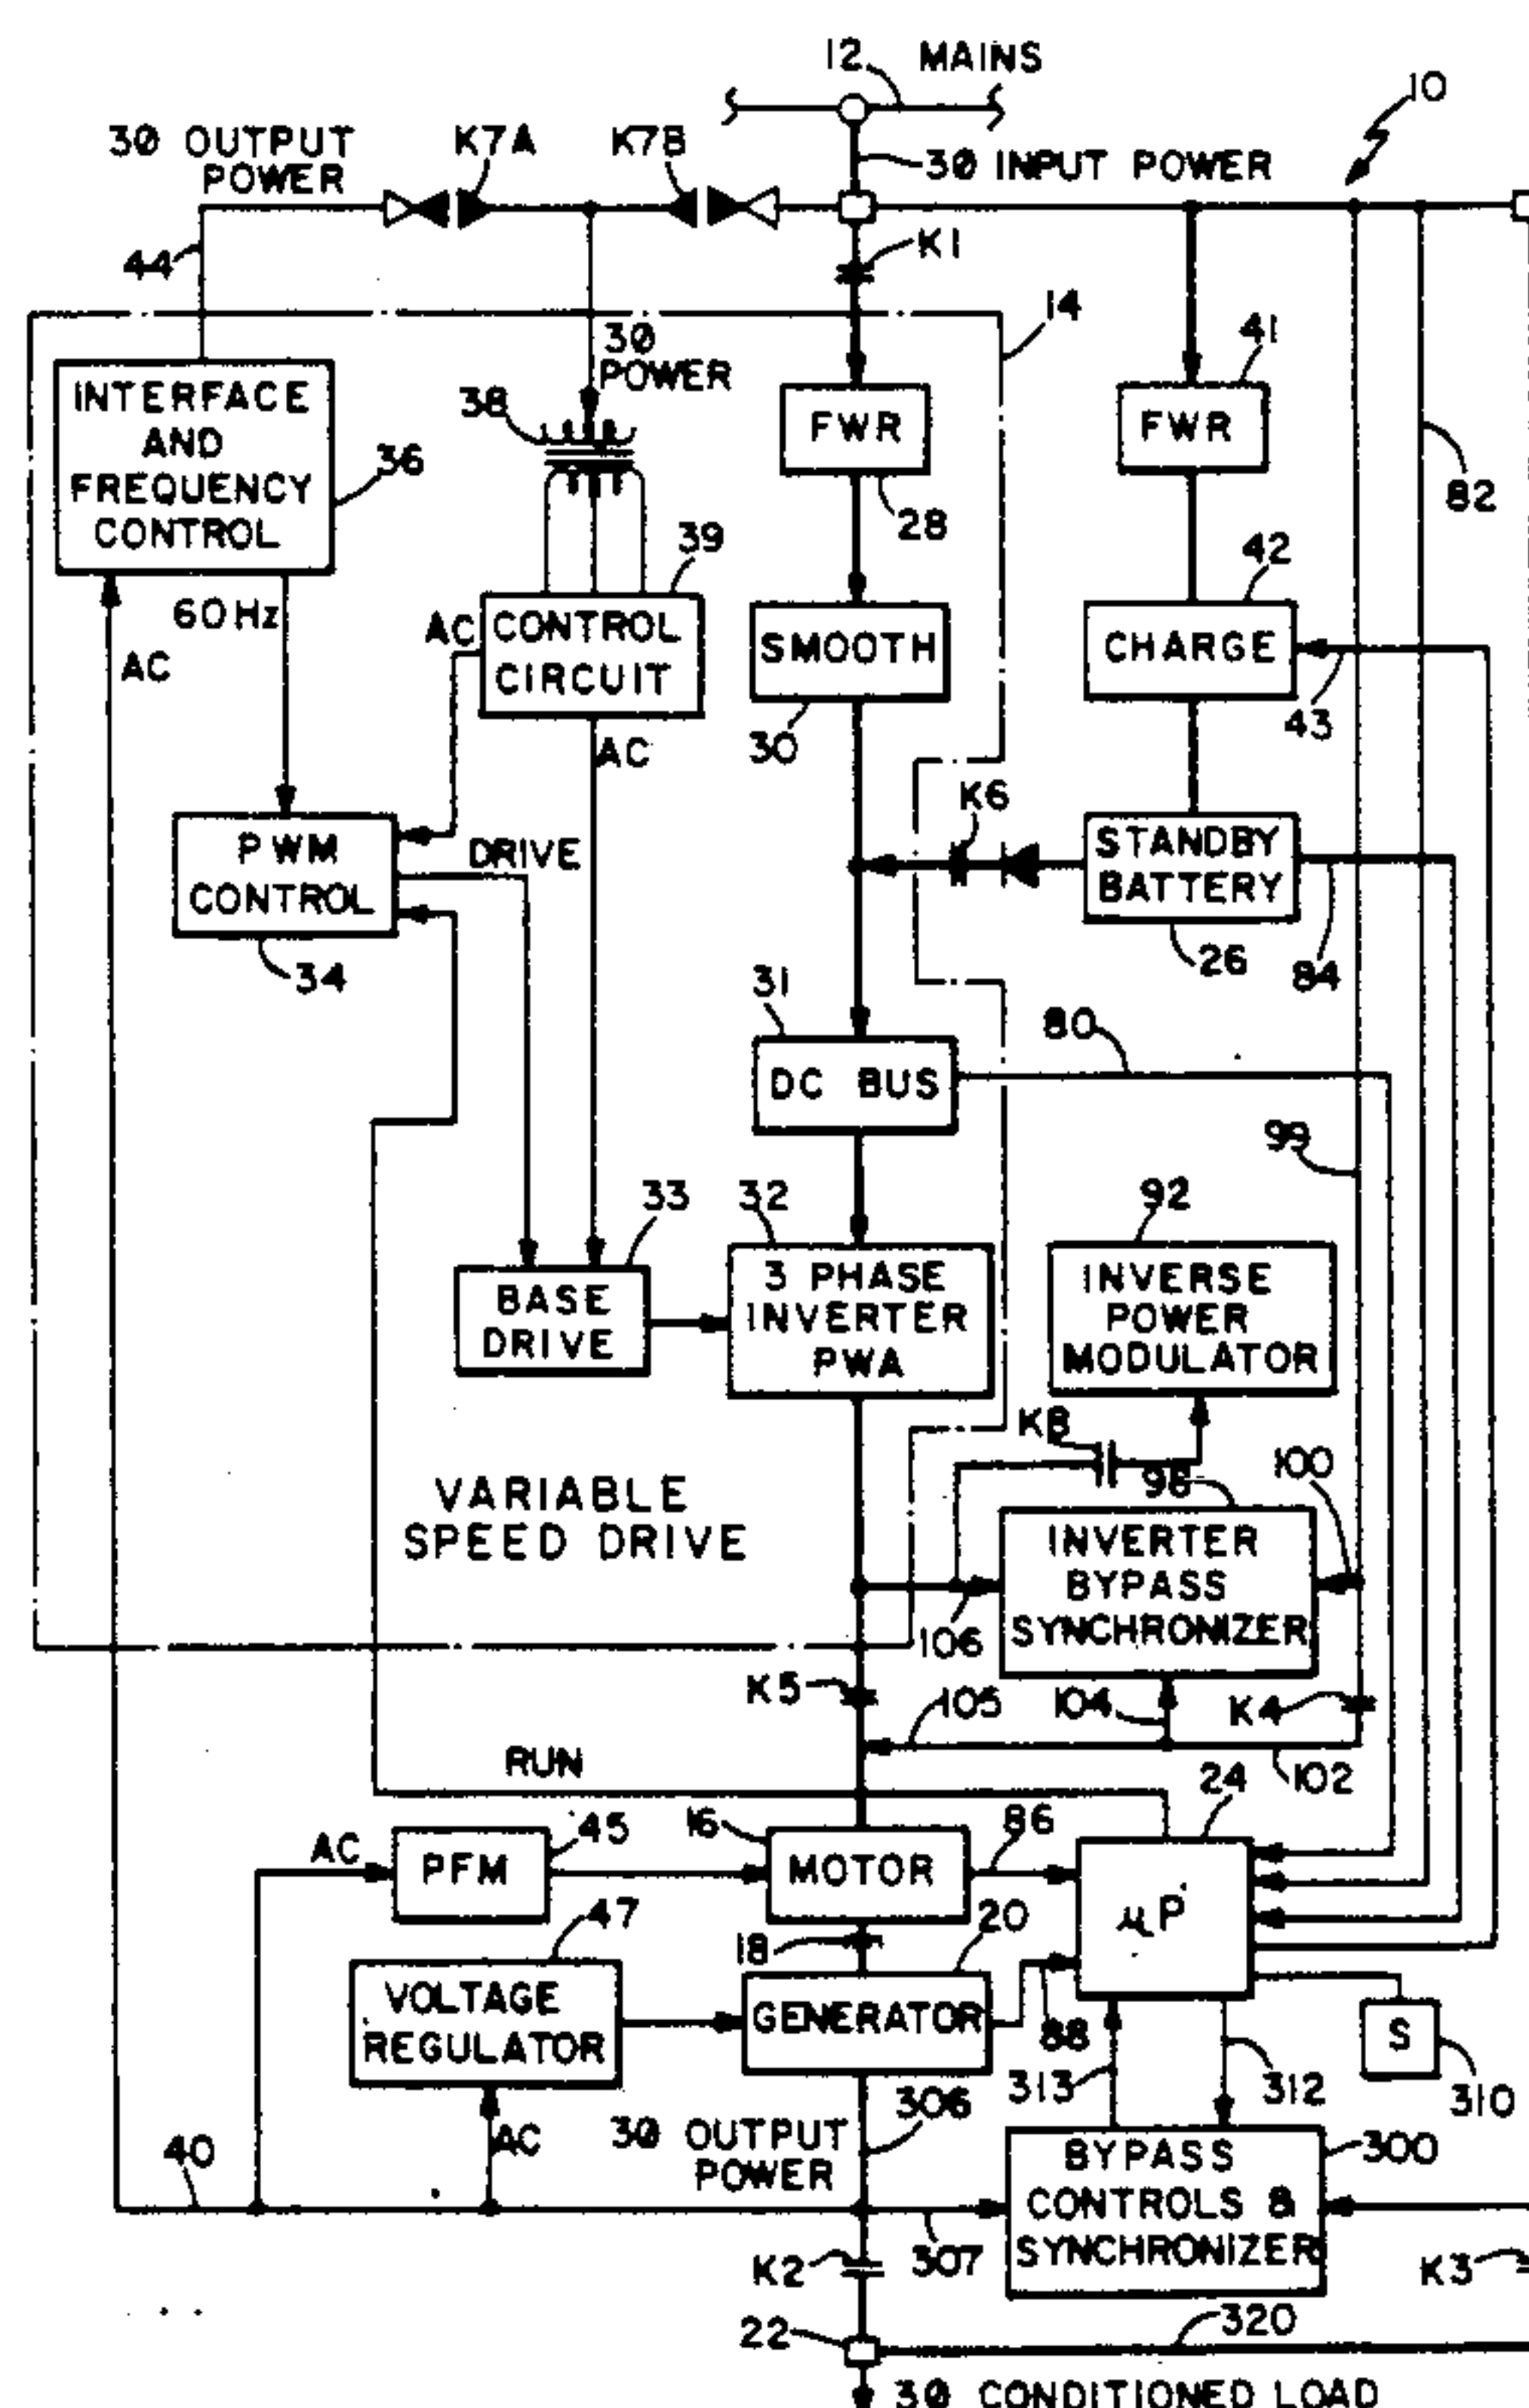 12 MAINS
10
30 OUTPUT
POWER
K7A
K7B
30 INPUT POWER
K1
44
14
30
POWER
41
38
INTERFACE
AND
FREQUENCY
CONTROL
36
FWR
28
FWR
82
39
42
60 Hz
AC
AC
CONTROL
CIRCUIT
SMOOTH
30
CHARGE
43
AC
K6
PWM
CONTROL
DRIVE
34
STANDBY
BATTERY
26
84
31
80
DC BUS
99
33
32
92
BASE
DRIVE
3 PHASE
INVERTER
PWA
INVERSE
POWER
MODULATOR
K8
98
100
VARIABLE
SPEED DRIVE
INVERTER
BYPASS
SYNCHRONIZER
106
K5
105
104
K4
102
RUN
24
AC
PFM
45
16
MOTOR
86
μP
47
18
20
VOLTAGE
REGULATOR
GENERATOR
88
S
310
313
312
306
AC
30 OUTPUT
POWER
40
BYPASS
CONTROLS &
SYNCHRONIZER
300
307
K2
K3
22
320
30 CONDITIONED LOAD